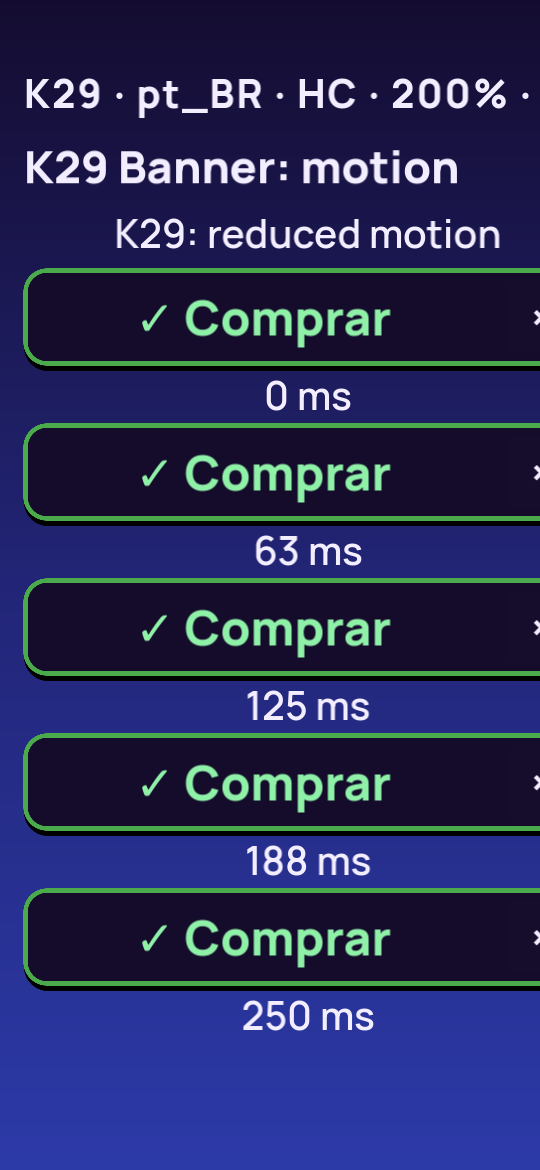 K29 · pt_BR · HC · 200% ·
K29 Banner: motion
K29: reduced motion
✓ Comprar
0 ms
✓ Comprar
63 ms
✓ Comprar
125 ms
✓ Comprar
188 ms
✓ Comprar
250 ms